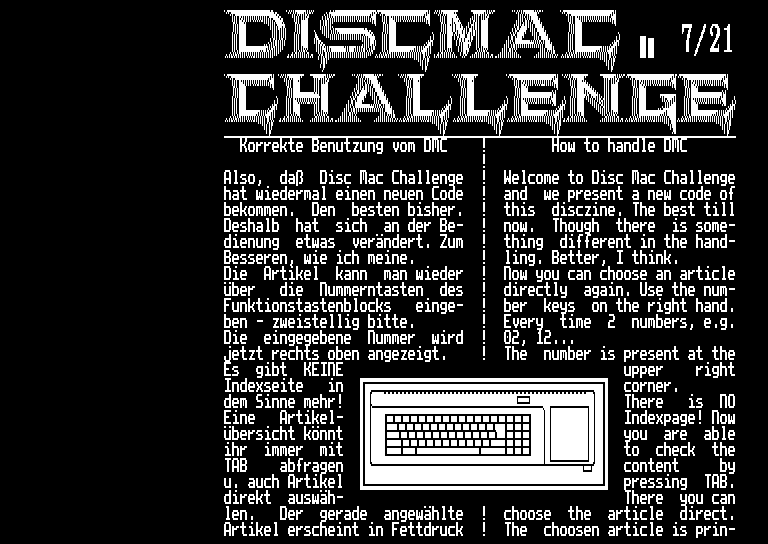 DISCMAC
CHALLENGE
7/21
Korrekte Benutzung vom DMC
Also, daß Disc Mac Challenge
hat wiedermal einen neuen Code
bekommen. Den besten bisher.
Deshalb hat sich an der Be-
dienung etwas verändert. Zum
Besseren, wie ich meine.
Die Artikel kann man wieder
über die Nummerntasten des
Funktionstastenblocks einge-
ben - zweistellig bitte.
Die eingegebene Nummer wird
jetzt rechts oben angezeigt.
Es gibt KEINE
Indexseite in
dem Sinne mehr!
Eine Artikel-
übersicht könnt
ihr immer mit
TAB abfragen
u. auch Artikel
direkt auswäh-
len. Der gerade angewählte
Artikel erscheint in Fettdruck
How to handle DMC
Welcome to Disc Mac Challenge
and we present a new code of
this disczine. The best till
now. Though there is some-
thing different in the hand-
ling. Better, I think.
Now you can choose an article
directly again. Use the num-
ber keys on the right hand.
Every time 2 numbers, e.g.
02, 12...
The number is present at the
upper right
corner.
There is NO
Indexpage! Now
you are able
to check the
content by
pressing TAB.
There you can
choose the article direct.
The choosen article is prin-